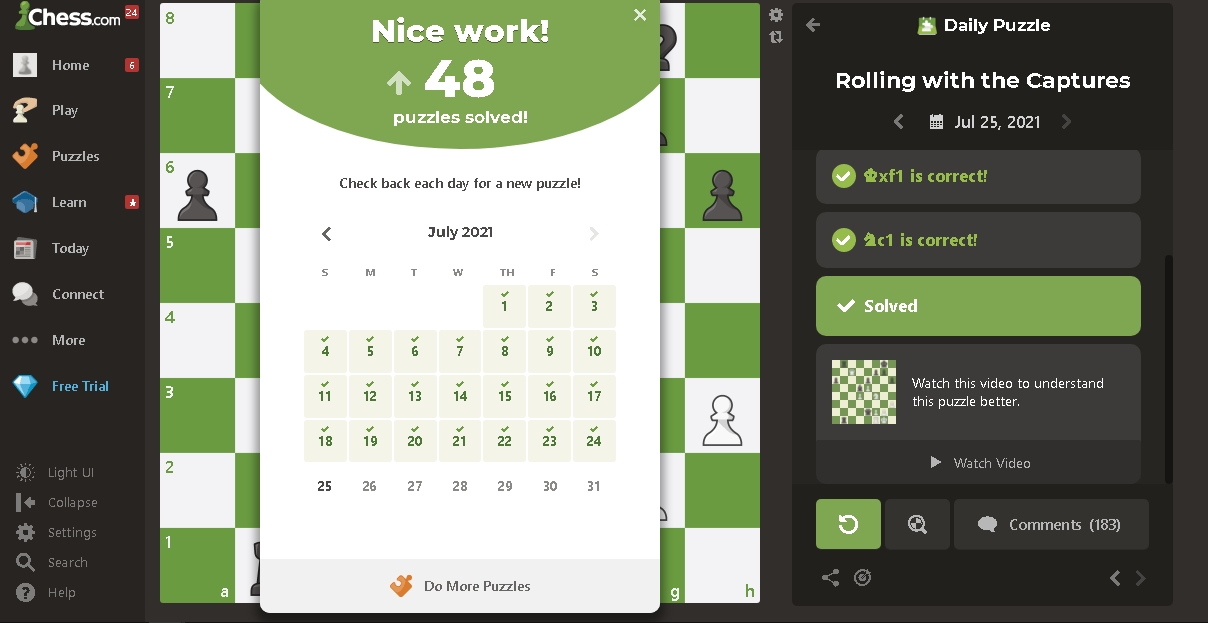 Chess.com
24
Home
6
Play
Puzzles
Learn
Today
Connect
More
Free Trial
Light UI
Collapse
Settings
Search
Help
8
7
6
5
4
3
2
1
a
g
h
Nice work!
48
puzzles solved!
Check back each day for a new puzzle!
July 2021
S M T W TH F S
1 2 3
4 5 6 7 8 9 10
11 12 13 14 15 16 17
18 19 20 21 22 23 24
25 26 27 28 29 30 31
Do More Puzzles
Daily Puzzle
Rolling with the Captures
Jul 25, 2021
♚xf1 is correct!
♞c1 is correct!
Solved
Watch this video to understand
this puzzle better.
Watch Video
Comments (183)